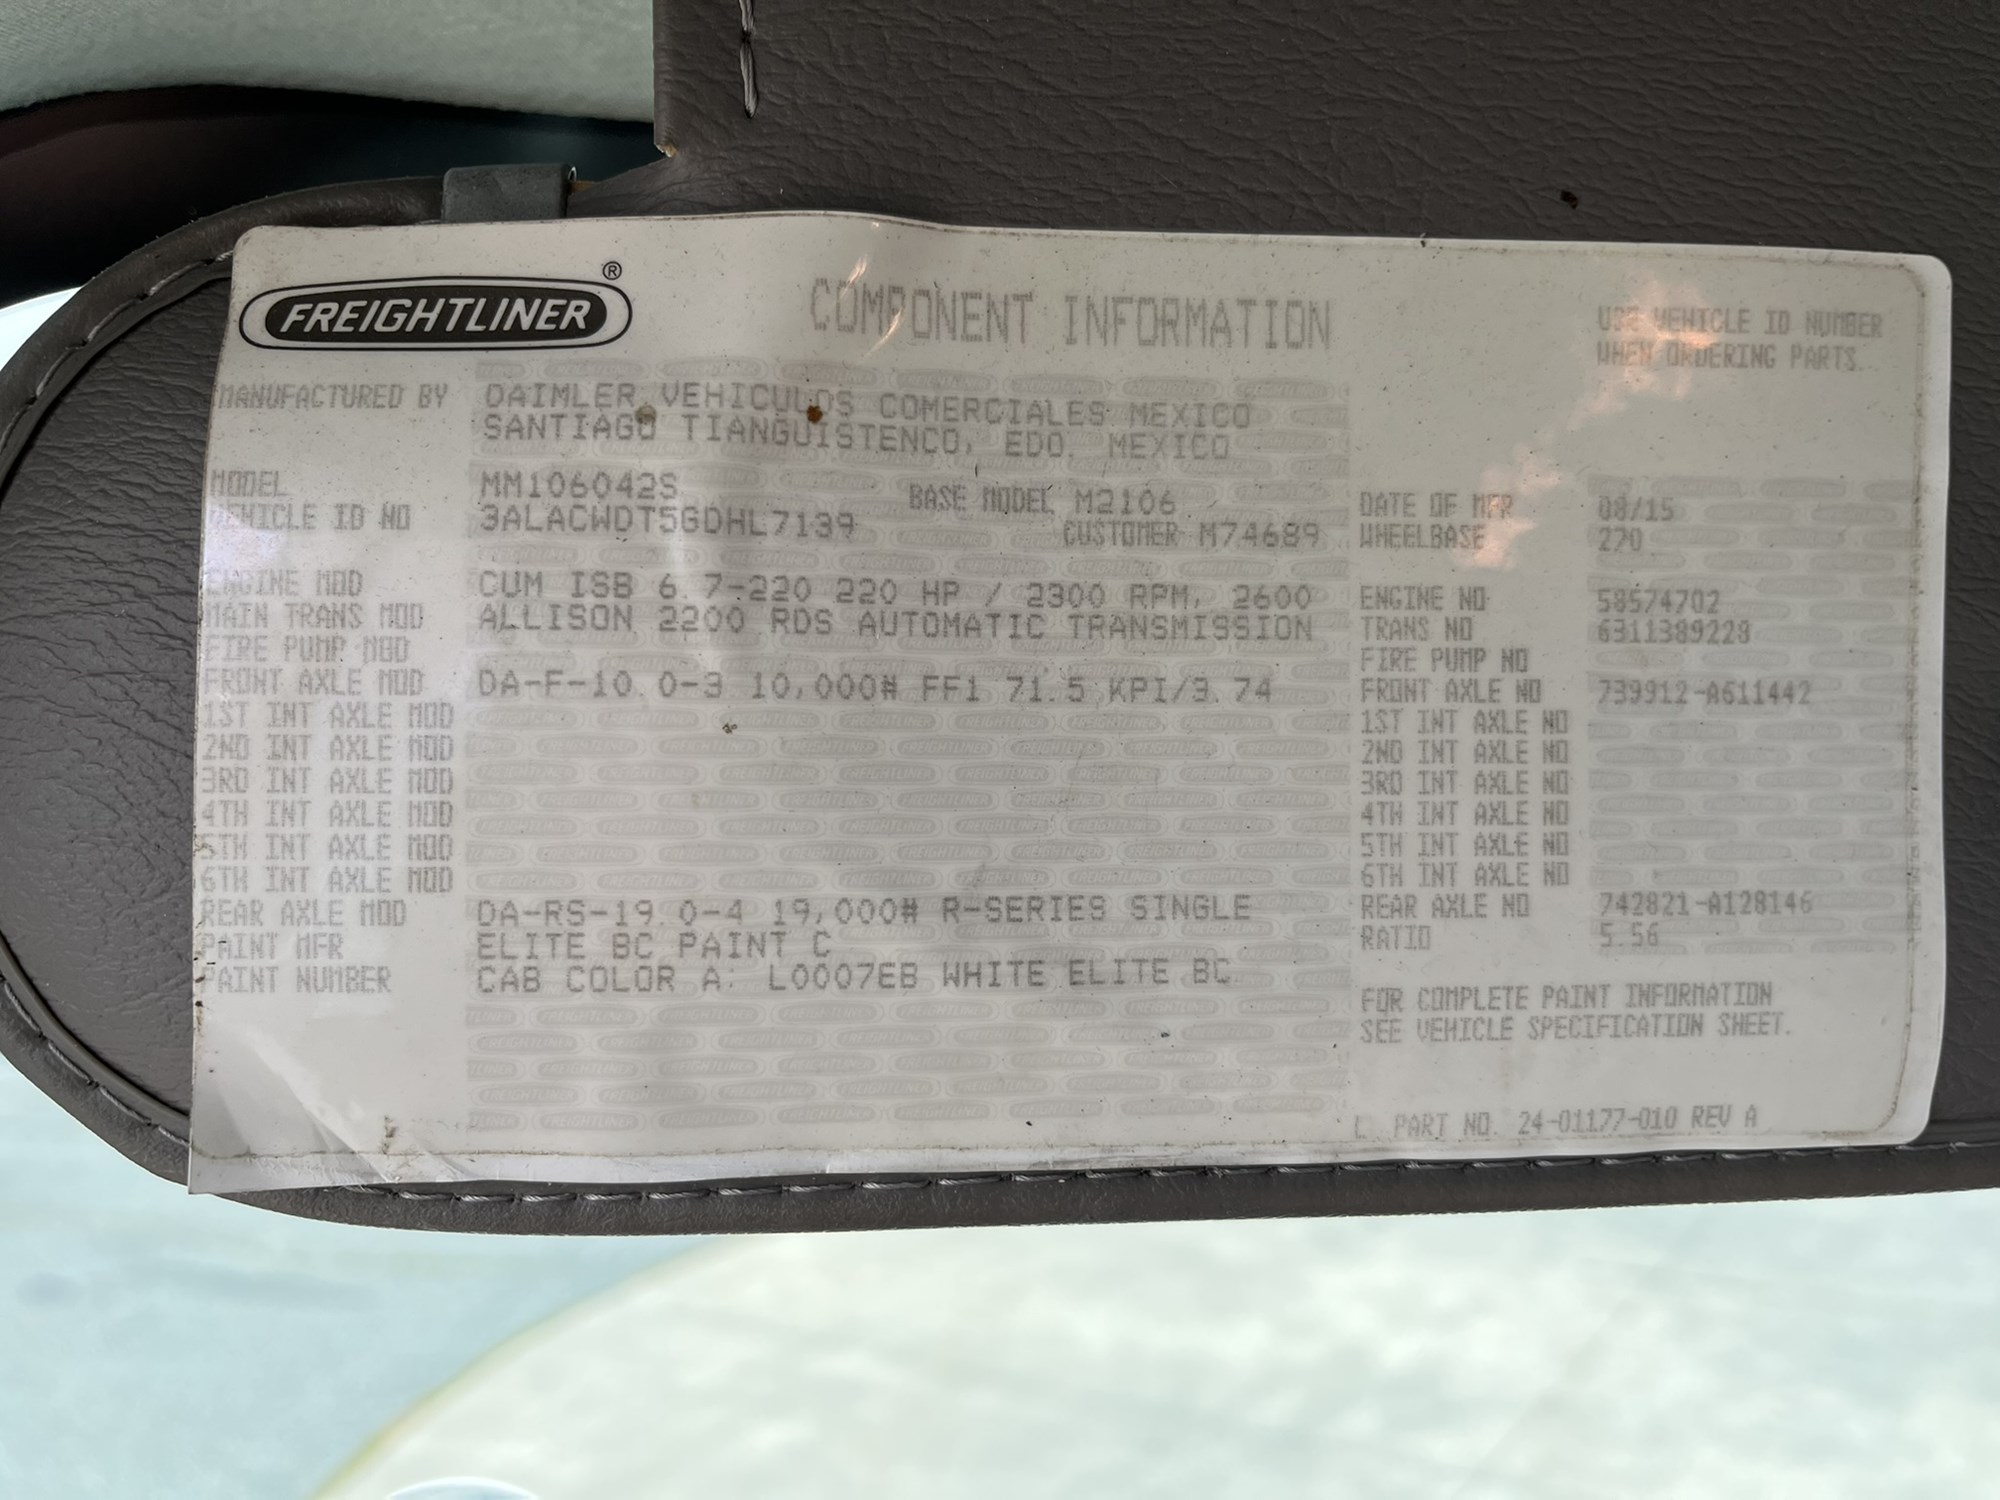 FREIGHTLINER®
COMPONENT INFORMATION
USE VEHICLE ID NUMBER
WHEN ORDERING PARTS.
MANUFACTURED BY DAIMLER VEHICULOS COMERCIALES MEXICO
SANTIAGO TIANGUISTENCO, EDO. MEXICO
MODEL MM106042S BASE MODEL M2106 DATE OF MFR 08/15
VEHICLE ID NO 3ALACWDT5GDHL7139 CUSTOMER M74689 WHEELBASE 270
ENGINE MOD CUM ISB 6.7-220 220 HP / 2300 RPM, 2600 ENGINE NO 58574702
MAIN TRANS MOD ALLISON 2200 RDS AUTOMATIC TRANSMISSION TRANS NO 6311389228
FIRE PUMP MOD FIRE PUMP NO
FRONT AXLE MOD DA-F-10.0-3 10,000# FF1 71.5 KPI/3.74 FRONT AXLE NO 739912-A611442
1ST INT AXLE MOD 1ST INT AXLE NO
2ND INT AXLE MOD 2ND INT AXLE NO
3RD INT AXLE MOD 3RD INT AXLE NO
4TH INT AXLE MOD 4TH INT AXLE NO
5TH INT AXLE MOD 5TH INT AXLE NO
6TH INT AXLE MOD 6TH INT AXLE NO
REAR AXLE MOD DA-RS-19.0-4 19,000# R-SERIES SINGLE REAR AXLE NO 742821-A128146
PAINT MFR ELITE BC PAINT C RATIO 5.56
PAINT NUMBER CAB COLOR A: L0007EB WHITE ELITE BC
FOR COMPLETE PAINT INFORMATION
SEE VEHICLE SPECIFICATION SHEET.
PART NO. 24-01177-010 REV A